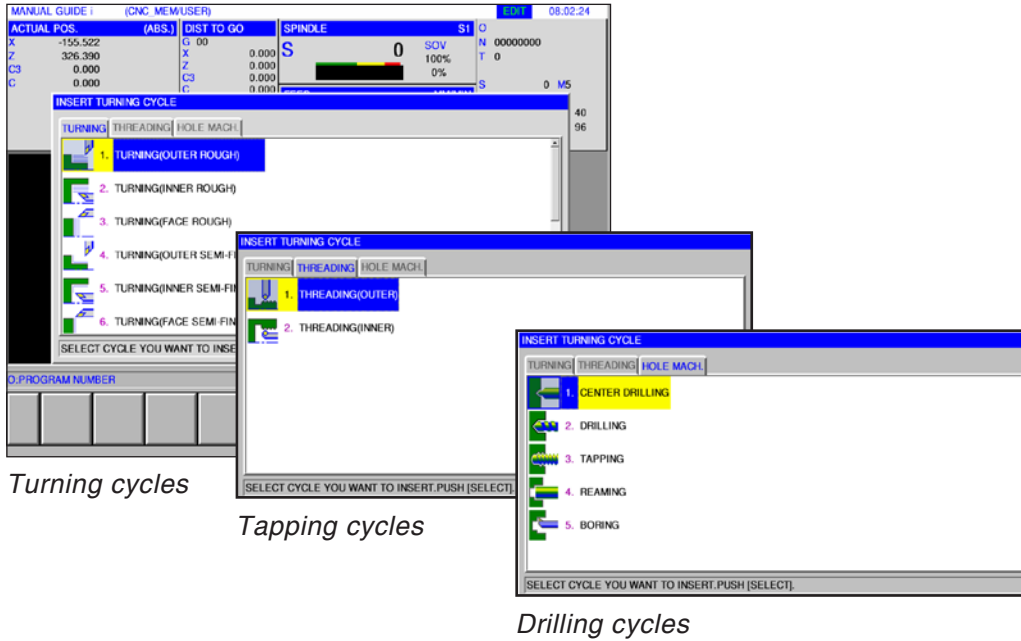 MANUAL GUIDE i (CNC_MEM/USER) EDIT 08:02:24
ACTUAL POS. (ABS.) DIST TO GO SPINDLE S1 O
X -155.522 G 00 S 0 SOV N 00000000
Z 326.390 X 0.000 100% T 0
C3 0.000 Z 0.000 0%
C 0.000 C3 0.000 S 0 M5
C 0.000
40
96
INSERT TURNING CYCLE
TURNING THREADING HOLE MACH.
1. TURNING(OUTER ROUGH)
2. TURNING(INNER ROUGH)
3. TURNING(FACE ROUGH)
4. TURNING(OUTER SEMI-FI
5. TURNING(INNER SEMI-FI
6. TURNING(FACE SEMI-FIN
SELECT CYCLE YOU WANT TO INSE
O:PROGRAM NUMBER
Turning cycles
INSERT TURNING CYCLE
TURNING THREADING HOLE MACH.
1. THREADING(OUTER)
2. THREADING(INNER)
SELECT CYCLE YOU WANT TO INSERT.PUSH [SELECT].
Tapping cycles
INSERT TURNING CYCLE
TURNING THREADING HOLE MACH.
1. CENTER DRILLING
2. DRILLING
3. TAPPING
4. REAMING
5. BORING
SELECT CYCLE YOU WANT TO INSERT.PUSH [SELECT].
Drilling cycles